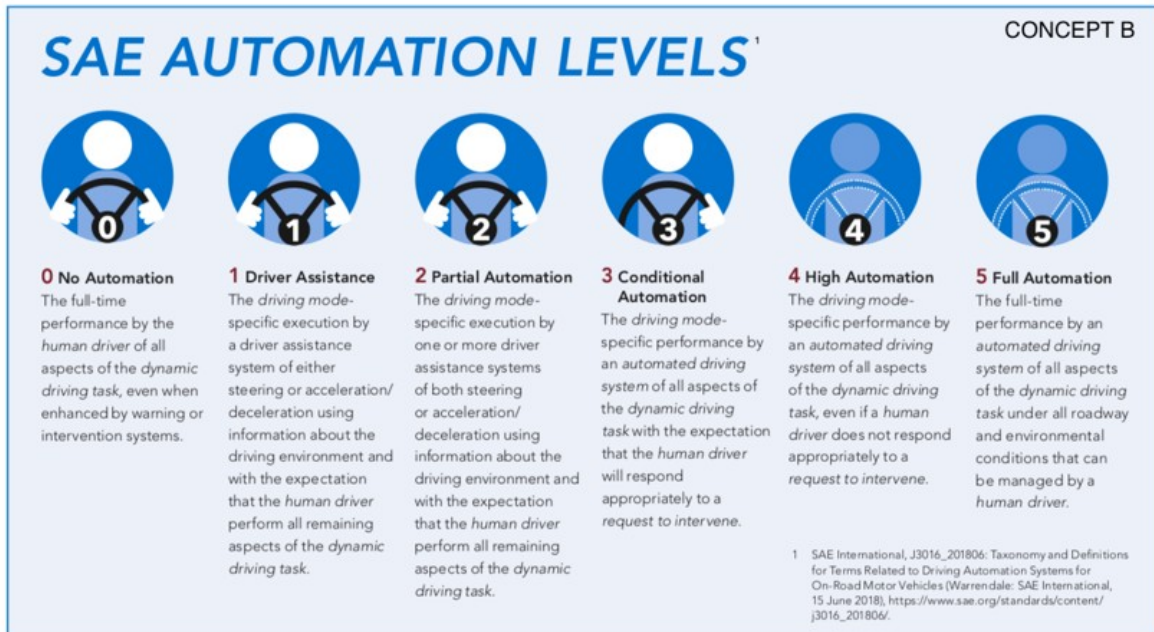 CONCEPT B
SAE AUTOMATION LEVELS 1
0
1
2
3
4
5
0 No Automation
The full-time
performance by the
human driver of all
aspects of the dynamic
driving task, even when
enhanced by warning or
intervention systems.
1 Driver Assistance
The driving mode-
specific execution by
a driver assistance
system of either
steering or acceleration/
deceleration using
information about the
driving environment and
with the expectation
that the human driver
perform all remaining
aspects of the dynamic
driving task.
2 Partial Automation
The driving mode-
specific execution by
one or more driver
assistance systems
of both steering
or acceleration/
deceleration using
information about the
driving environment and
with the expectation
that the human driver
perform all remaining
aspects of the dynamic
driving task.
3 Conditional
Automation
The driving mode-
specific performance by
an automated driving
system of all aspects of
the dynamic driving
task with the expectation
that the human driver
will respond
appropriately to a
request to intervene.
4 High Automation
The driving mode-
specific performance by
an automated driving
system of all aspects
of the dynamic driving
task, even if a human
driver does not respond
appropriately to a
request to intervene.
5 Full Automation
The full-time
performance by an
automated driving
system of all aspects
of the dynamic driving
task under all roadway
and environmental
conditions that can
be managed by a
human driver.
1 SAE International, J3016_201806: Taxonomy and Definitions
for Terms Related to Driving Automation Systems for
On-Road Motor Vehicles (Warrendale: SAE International,
15 June 2018), https://www.sae.org/standards/content/
j3016_201806/.